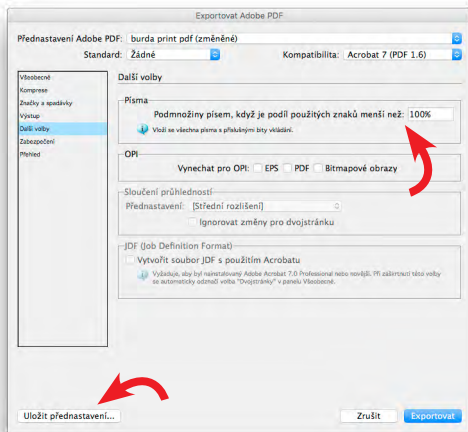 Exportovat Adobe PDF
Přednastavení Adobe PDF: burda print pdf (změněné)
Standard: Žádné Kompatibilita: Acrobat 7 (PDF 1.6)
Všeobecné
Komprese
Značky a spadávky
Výstup
Další volby
Zabezpečení
Přehled
Další volby
Písma
Podmnožiny písem, když je podíl použitých znaků menší než: 100%
Vloží se všechna písma s příslušnými bity vkládání.
OPI
Vynechat pro OPI: EPS PDF Bitmapové obrazy
Sloučení průhledností
Přednastavení: [Střední rozlišení]
Ignorovat změny pro dvojstránku
JDF (Job Definition Format)
Vytvořit soubor JDF s použitím Acrobatu
Vyžaduje, aby byl nainstalovaný Adobe Acrobat 7.0 Professional nebo novější. Při zaškrtnutí této volby
se automaticky odznačí volba "Dvojstránky" v panelu Všeobecné.
Uložit přednastavení... Zrušit Exportovat